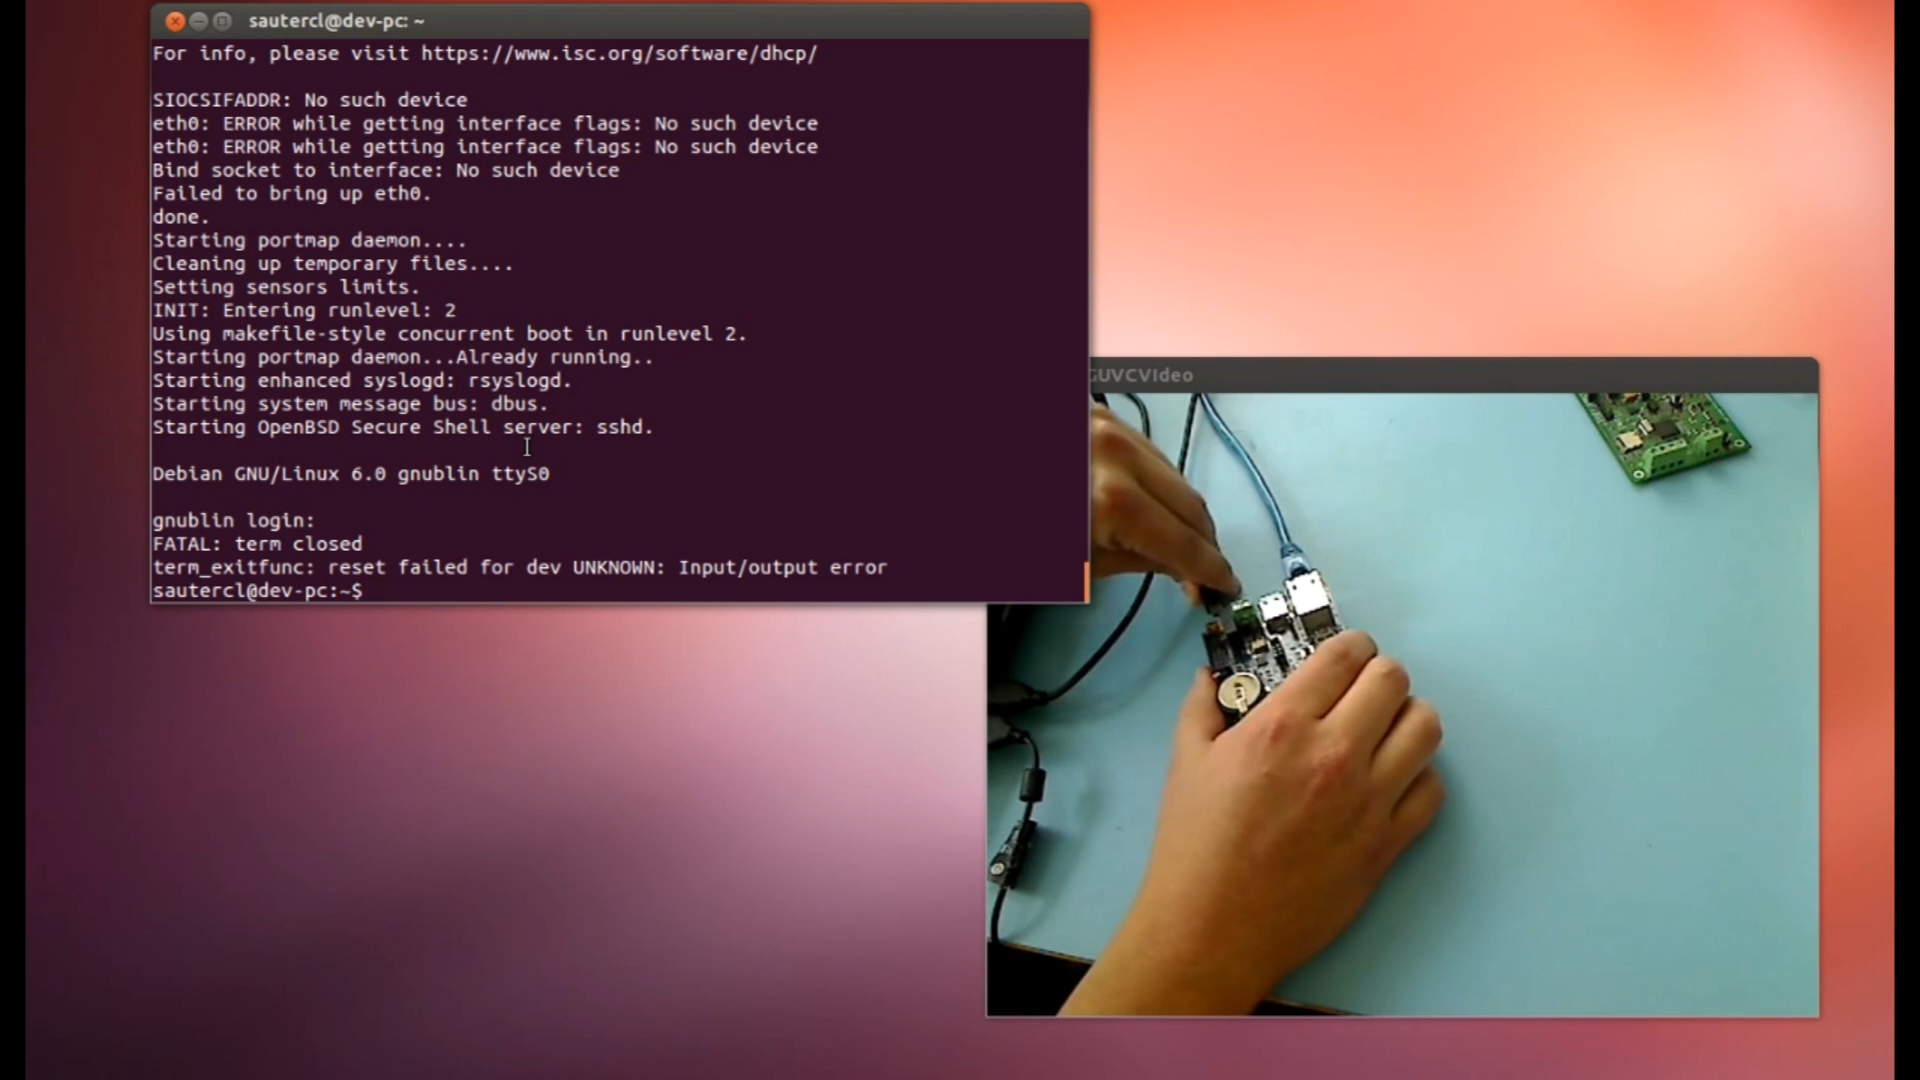 sautercl@dev-pc: ~
For info, please visit https://www.isc.org/software/dhcp/
SIOCSIFADDR: No such device
eth0: ERROR while getting interface flags: No such device
eth0: ERROR while getting interface flags: No such device
Bind socket to interface: No such device
Failed to bring up eth0.
done.
Starting portmap daemon....
Cleaning up temporary files....
Setting sensors limits.
INIT: Entering runlevel: 2
Using makefile-style concurrent boot in runlevel 2.
Starting portmap daemon...Already running..
Starting enhanced syslogd: rsyslogd.
Starting system message bus: dbus.
Starting OpenBSD Secure Shell server: sshd.
Debian GNU/Linux 6.0 gnublin ttyS0
gnublin login:
FATAL: term closed
term_exitfunc: reset failed for dev UNKNOWN: Input/output error
sautercl@dev-pc:~$
GUVCVIdeo